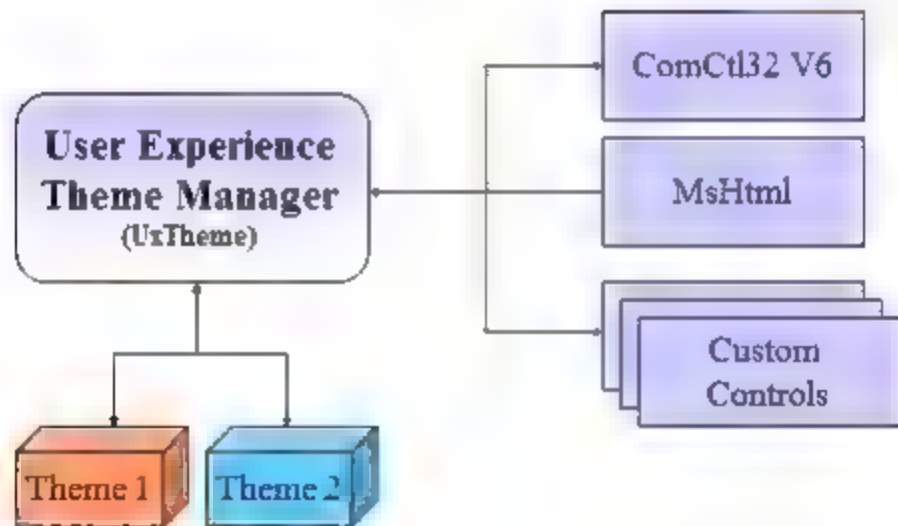 User Experience
Theme Manager
(UxTheme)
ComCtl32 V6
MsHtml
Custom
Controls
Theme 1
Theme 2